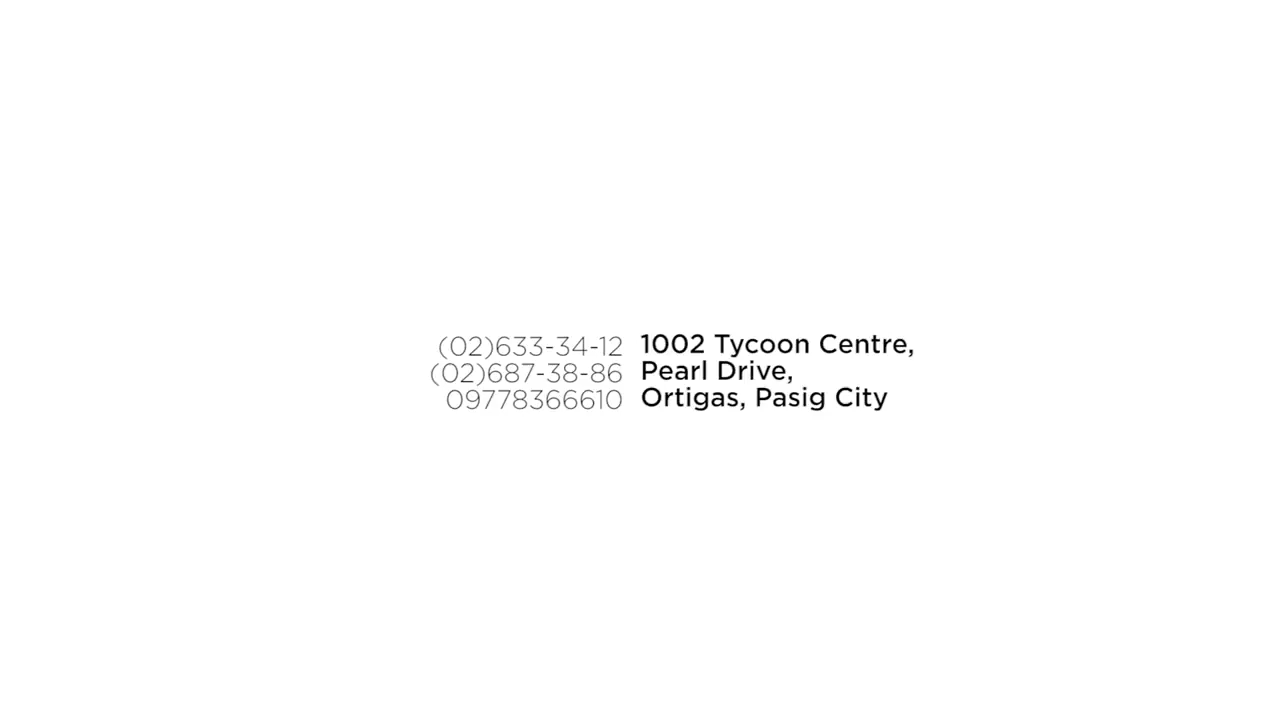 (02)633-34-12 1002 Tycoon Centre,
(02)687-38-86 Pearl Drive,
09778366610 Ortigas, Pasig City